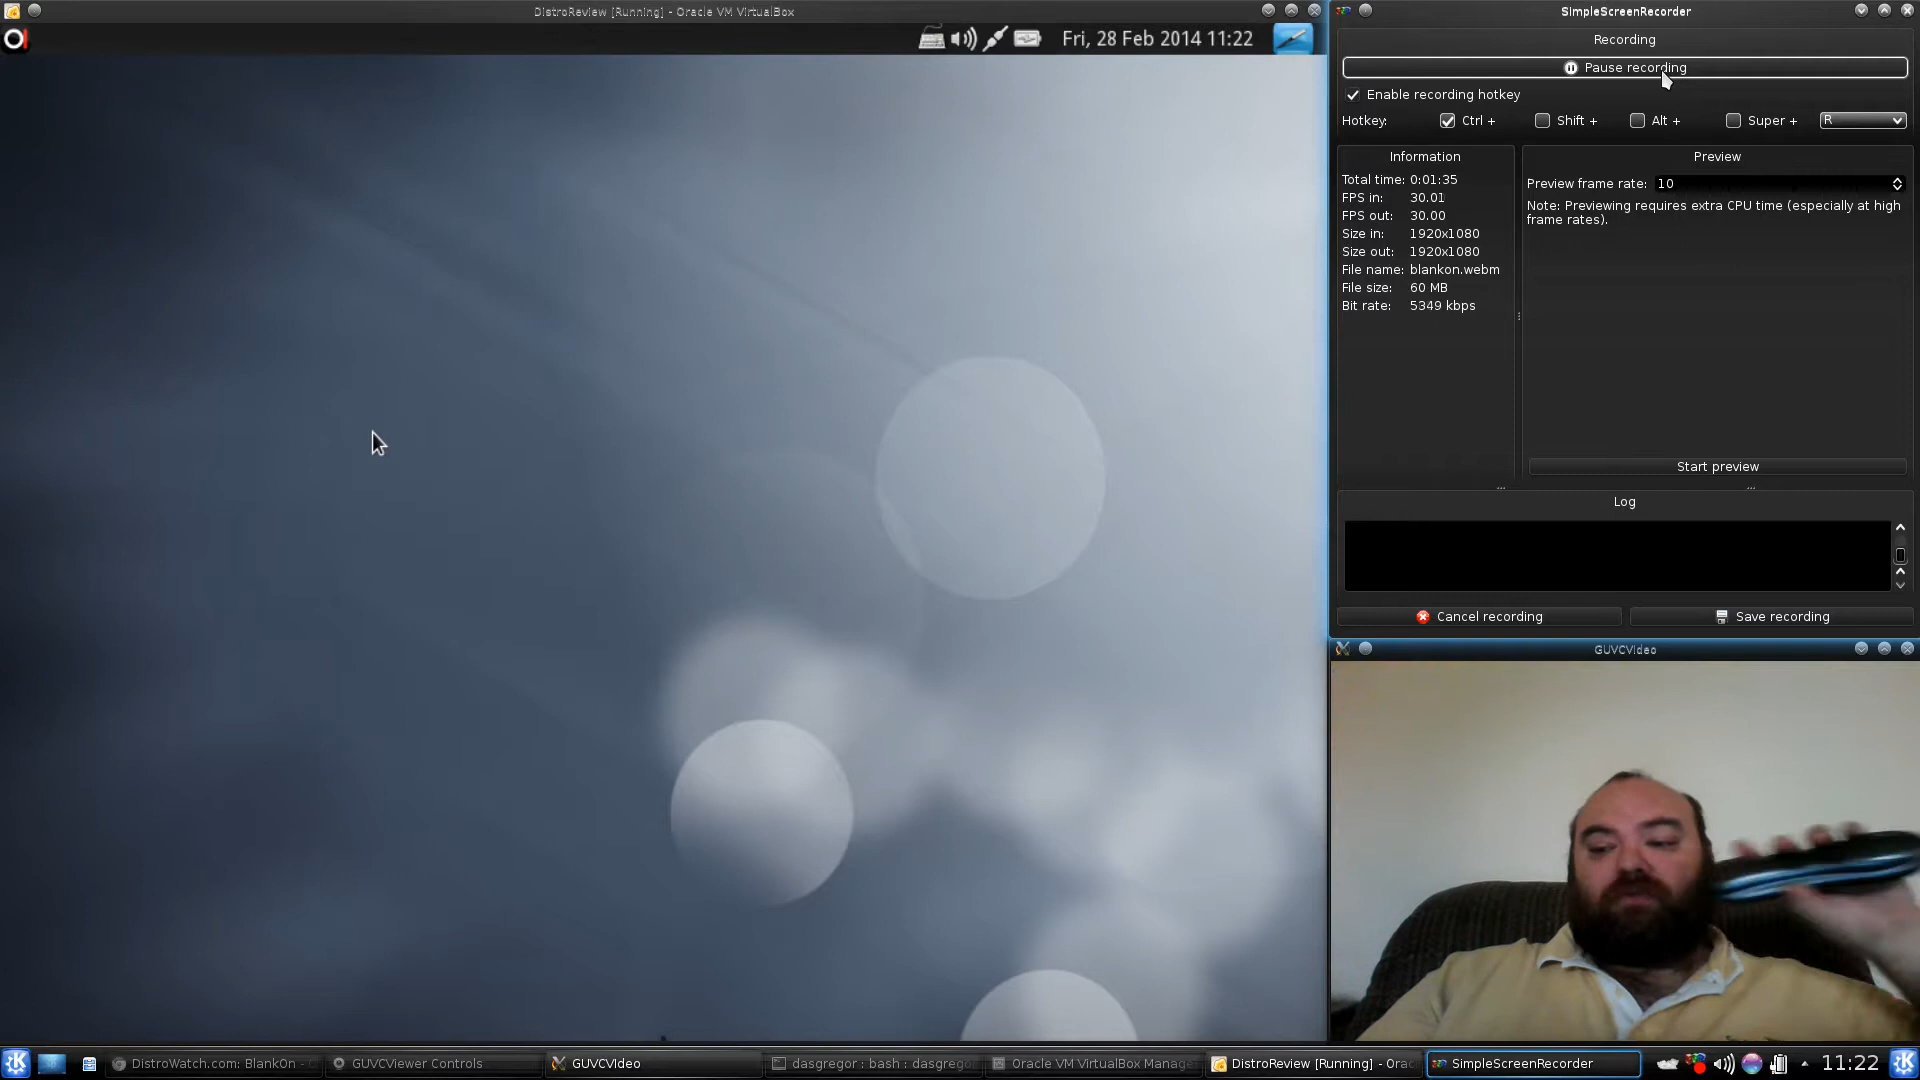 DistroReview [Running] - Oracle VM VirtualBox
Fri, 28 Feb 2014 11:22
SimpleScreenRecorder
Recording
Pause recording
Enable recording hotkey
Hotkey: Ctrl + Shift + Alt + Super + R
Information
Total time: 0:01:35
FPS in: 30.01
FPS out: 30.00
Size in: 1920x1080
Size out: 1920x1080
File name: blankon.webm
File size: 60 MB
Bit rate: 5349 kbps
Preview
Preview frame rate: 10
Note: Previewing requires extra CPU time (especially at high
frame rates).
Start preview
Log
Cancel recording
Save recording
GUVCVideo
DistroWatch.com: BlankOn -
GUVCViewer Controls
GUVCVideo
dasgregor : bash : dasgrego
Oracle VM VirtualBox Manage
DistroReview [Running] - Orac
SimpleScreenRecorder
11:22